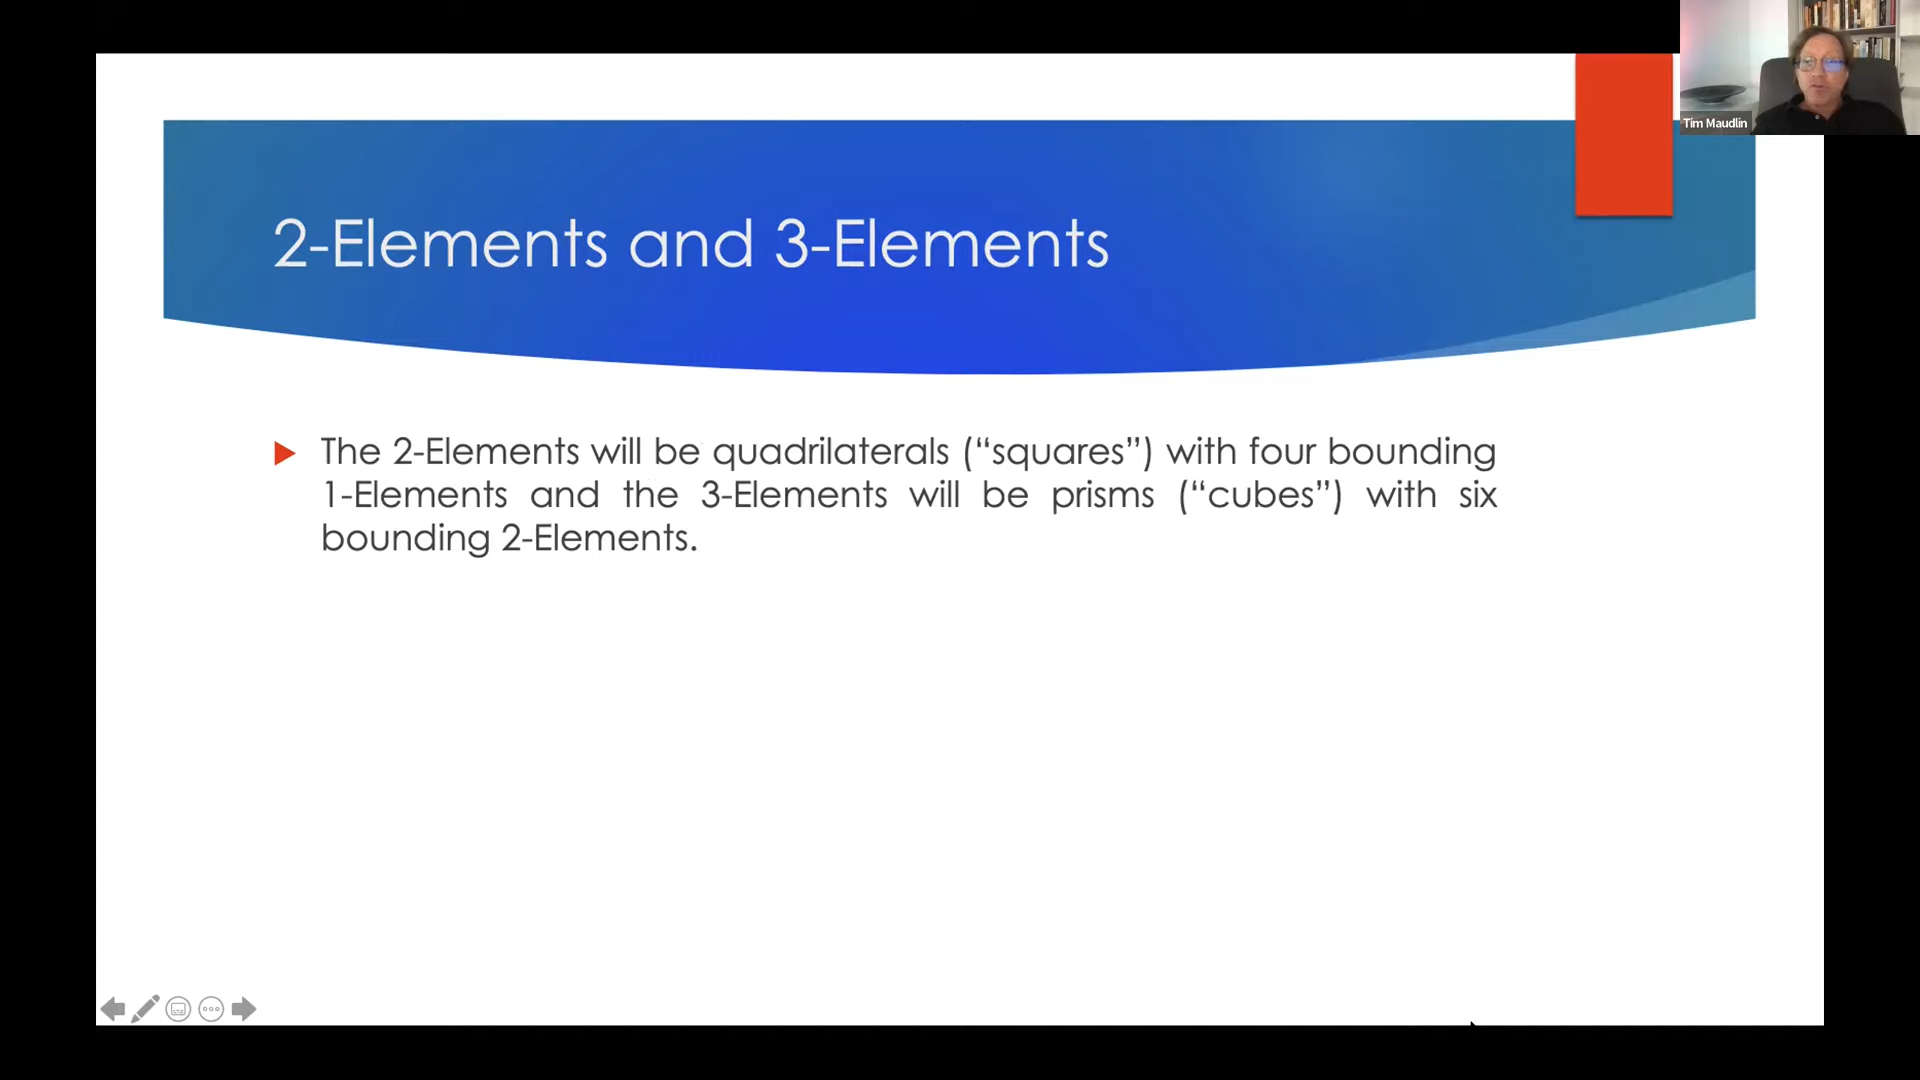 Tim Maudlin
2-Elements and 3-Elements
The 2-Elements will be quadrilaterals (“squares”) with four bounding
1-Elements and the 3-Elements will be prisms (“cubes”) with six
bounding 2-Elements.